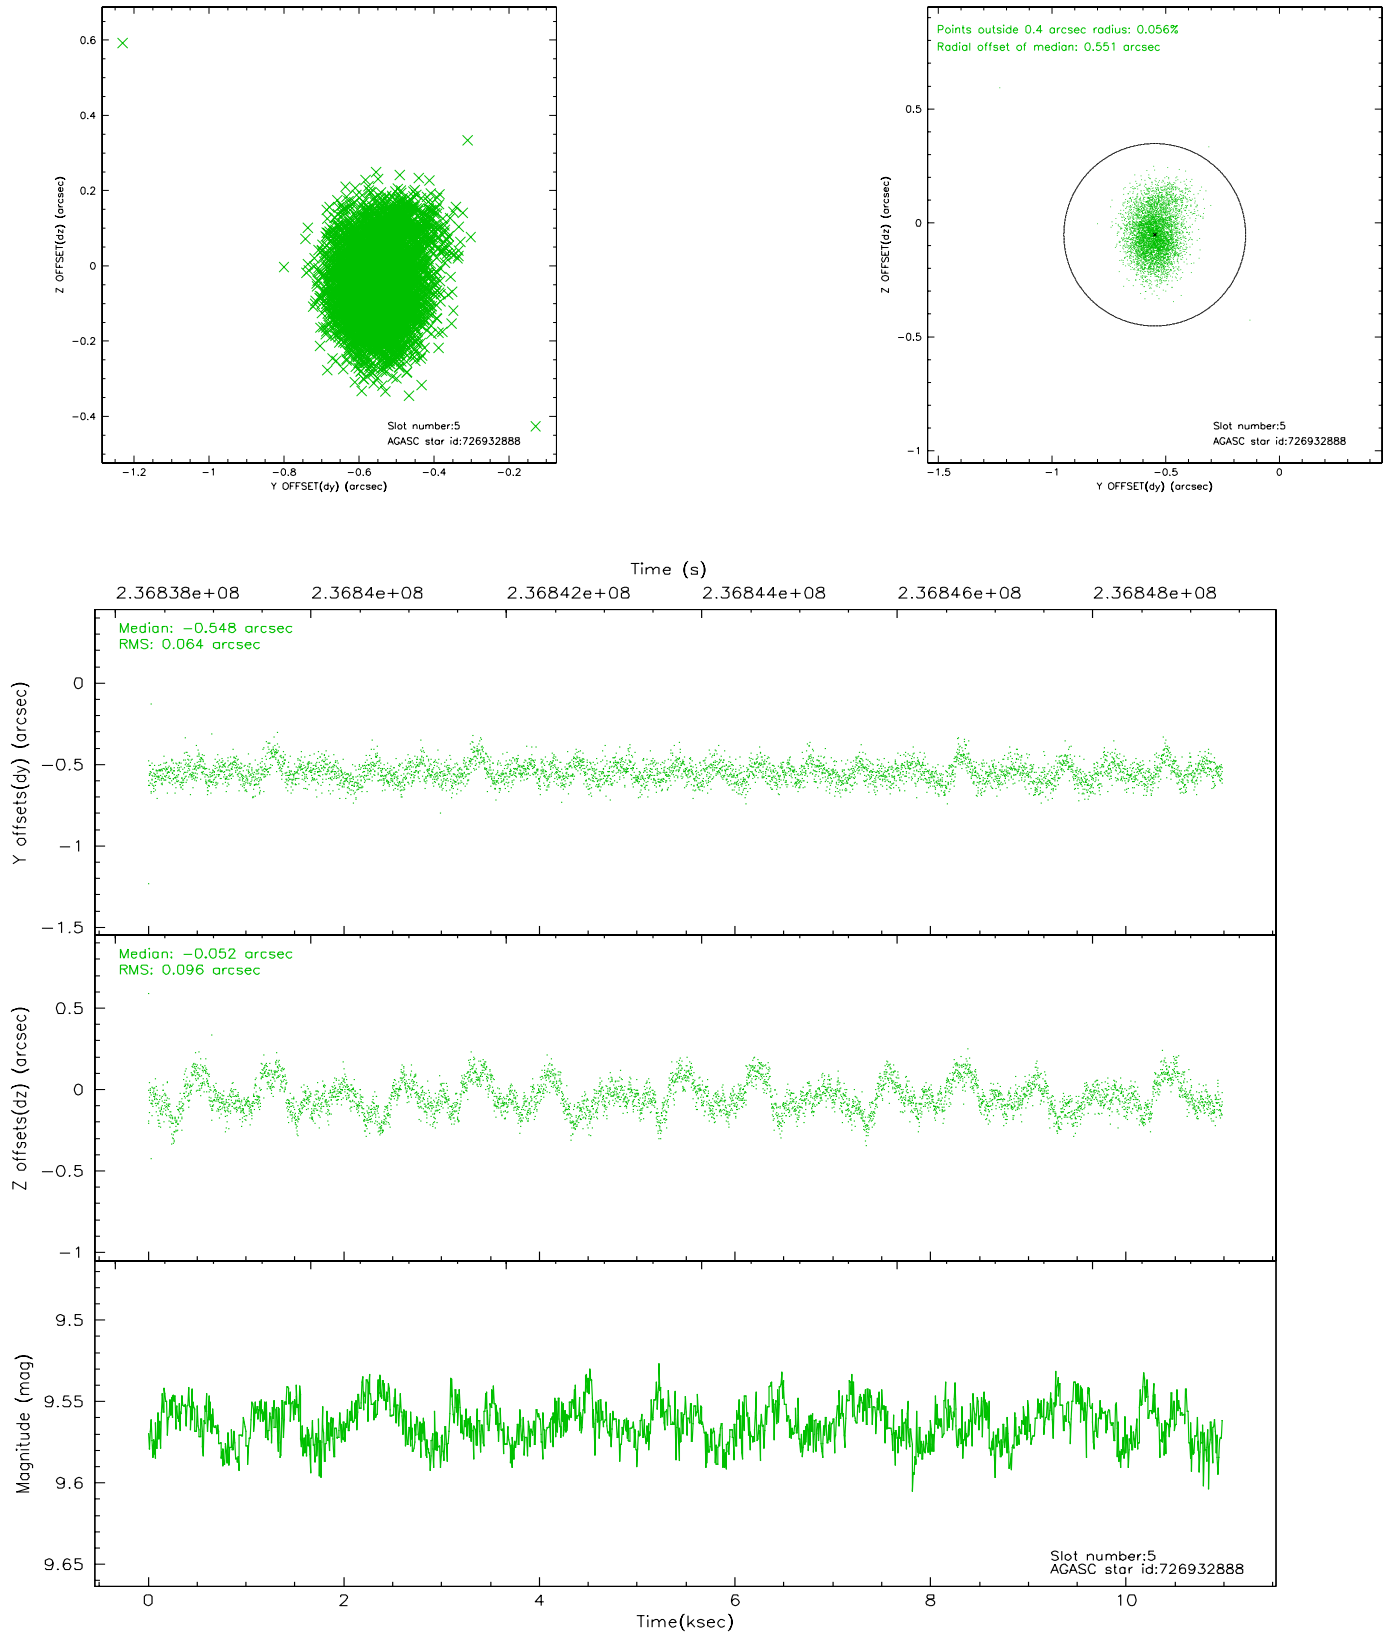 0.6
0.4
0.2
0
-0.2
-0.4
Z OFFSET(dz) (arcsec)
Slot number:5
AGASC star id:726932888
-1.2 -1 -0.8 -0.6 -0.4 -0.2
Y OFFSET(dy) (arcsec)
Points outside 0.4 arcsec radius: 0.056%
Radial offset of median: 0.551 arcsec
0.5
0
-0.5
-1
Z OFFSET(dz) (arcsec)
Slot number:5
AGASC star id:726932888
-1.5 -1 -0.5 0
Y OFFSET(dy) (arcsec)
Time (s)
2.36838e+08 2.3684e+08 2.36842e+08 2.36844e+08 2.36846e+08 2.36848e+08
Median: -0.548 arcsec
RMS: 0.064 arcsec
0
-0.5
-1
-1.5
Y offsets(dy) (arcsec)
Median: -0.052 arcsec
RMS: 0.096 arcsec
0.5
0
-0.5
-1
Z offsets(dz) (arcsec)
9.5
9.55
9.6
9.65
Magnitude (mag)
Slot number:5
AGASC star id:726932888
0 2 4 6 8 10
Time(ksec)